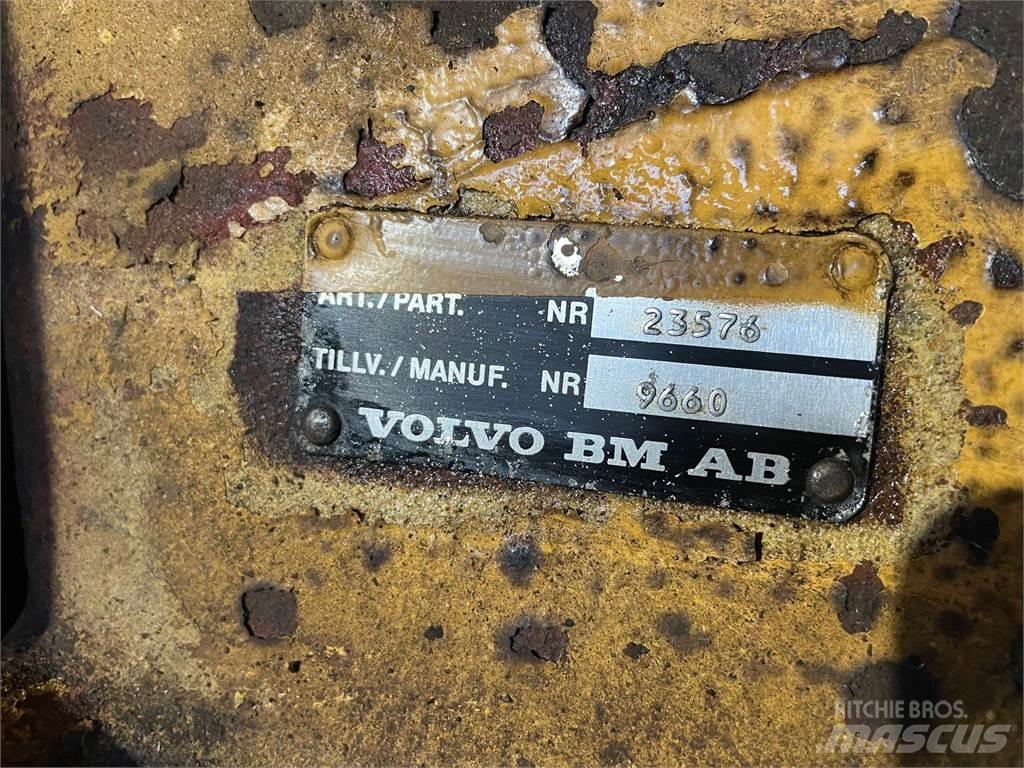 ART./PART. NR 23576
TILLV./MANUF. NR 9660
VOLVO BM AB
RITCHIE BROS.
mascus